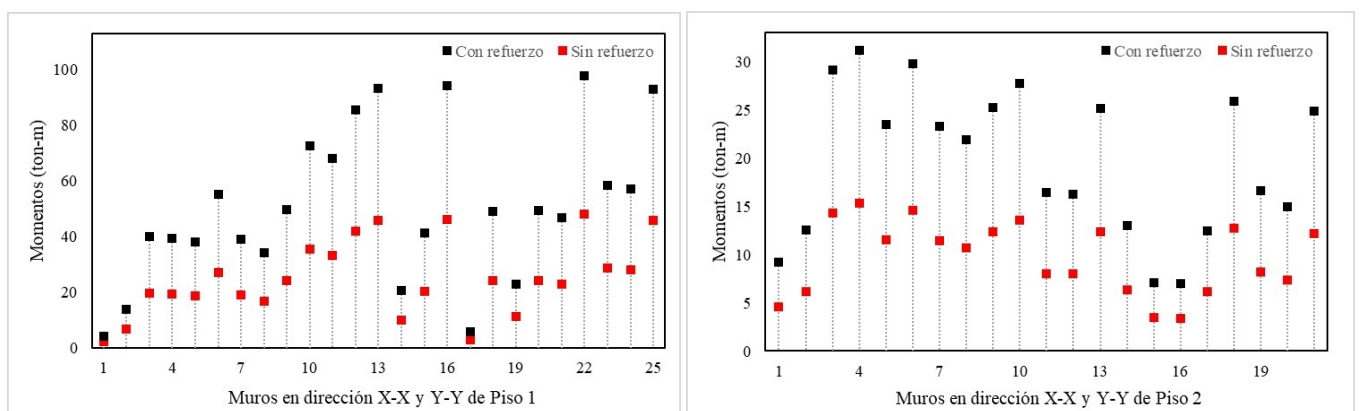 Con refuerzo Sin refuerzo
100
80
60
40
20
0
Momentos (ton-m)
1 4 7 10 13 16 19 22 25
Muros en dirección X-X y Y-Y de Piso 1
Con refuerzo Sin refuerzo
30
25
20
15
10
5
0
Momentos (ton-m)
1 4 7 10 13 16 19
Muros en dirección X-X y Y-Y de Piso 2